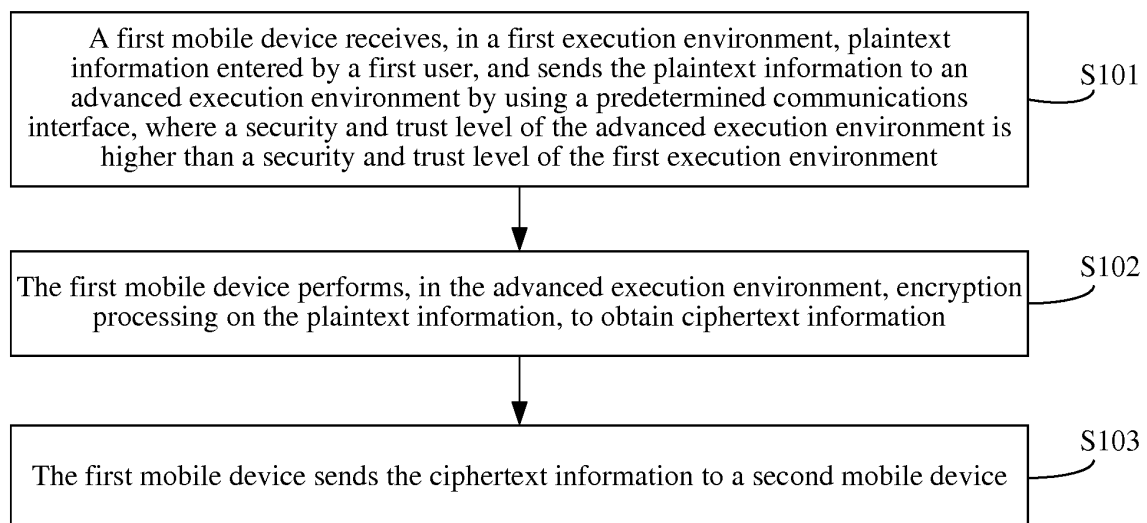 A first mobile device receives, in a first execution environment, plaintext
information entered by a first user, and sends the plaintext information to an
advanced execution environment by using a predetermined communications
interface, where a security and trust level of the advanced execution environment is
higher than a security and trust level of the first execution environment
S101
The first mobile device performs, in the advanced execution environment, encryption
processing on the plaintext information, to obtain ciphertext information
S102
The first mobile device sends the ciphertext information to a second mobile device
S103